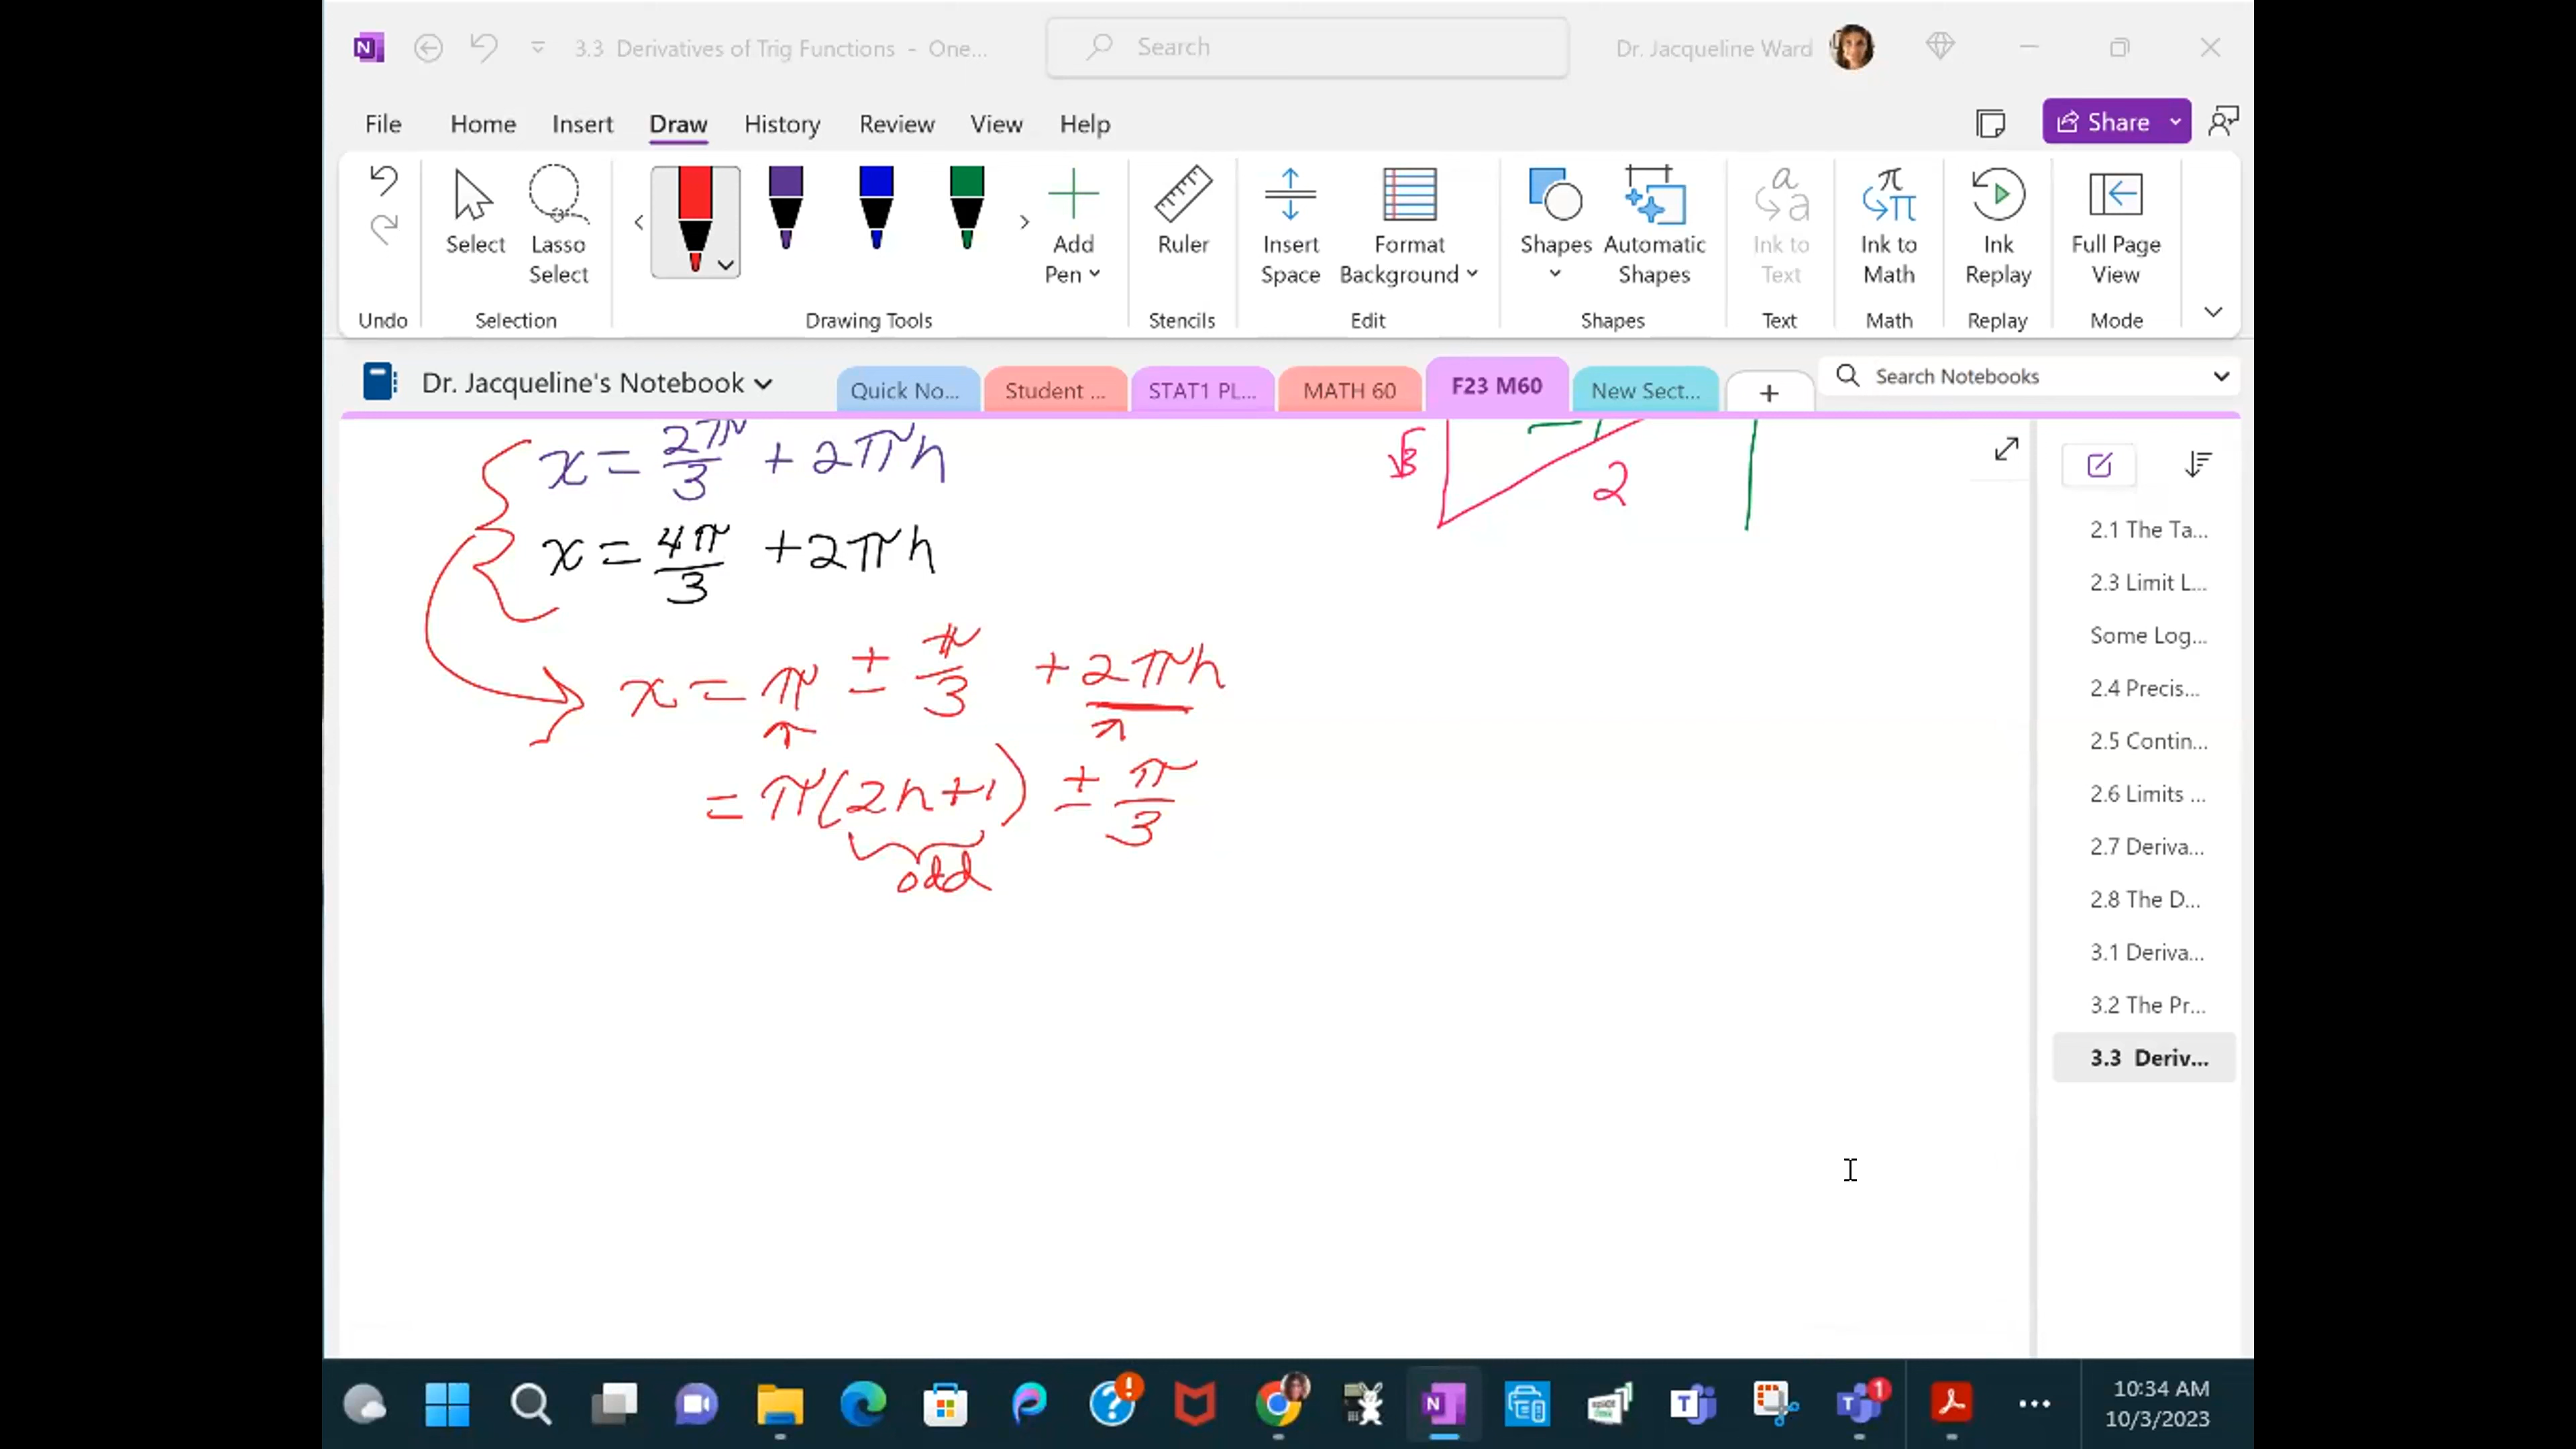 3.3 Derivatives of Trig Functions - One...
Search
Dr. Jacqueline Ward
File Home Insert Draw History Review View Help
Share
Select
Lasso Select
Add Pen
Ruler
Insert Space
Format Background
Shapes
Automatic Shapes
Ink to Text
Ink to Math
Ink Replay
Full Page View
Undo Selection Drawing Tools Stencils Edit Shapes Text Math Replay Mode
Dr. Jacqueline's Notebook
Quick No... Student ... STAT1 PL... MATH 60 F23 M60 New Sect... +
Search Notebooks
x = 2π/3 + 2πn
x = 4π/3 + 2πn
x = π ± π/3 + 2πn
= π(2n+1) ± π/3
odd
√3
2
2.1 The Ta...
2.3 Limit L...
Some Log...
2.4 Precis...
2.5 Contin...
2.6 Limits ...
2.7 Deriva...
2.8 The D...
3.1 Deriva...
3.2 The Pr...
3.3 Deriv...
10:34 AM
10/3/2023